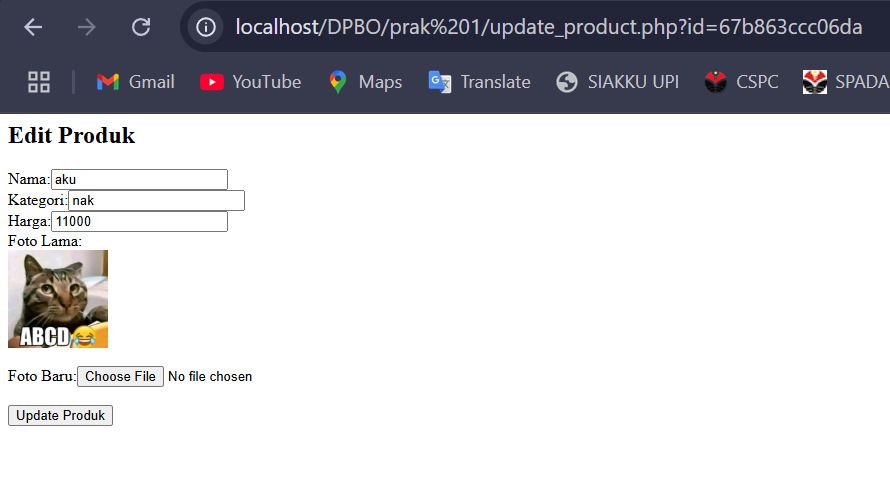 localhost/DPBO/prak%201/update_product.php?id=67b863ccc06da
Gmail YouTube Maps Translate SIAKKU UPI CSPC SPADA
Edit Produk
Nama: aku
Kategori: nak
Harga: 11000
Foto Lama:
ABCD😂
Foto Baru: Choose File No file chosen
Update Produk